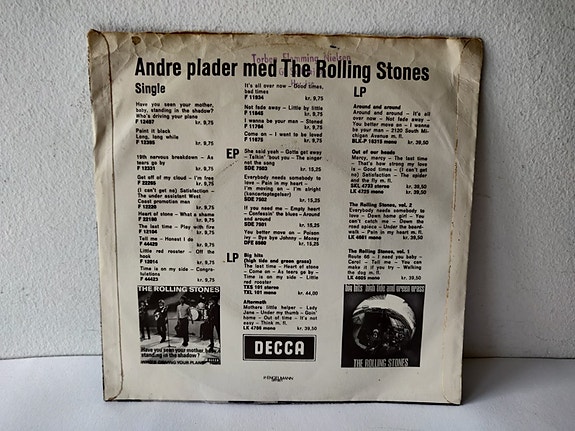 Torben Flemming Nielsen
Andre plader med The Rolling Stones
Single
Have you seen your mother,
baby, standing in the shadow?
Who's driving your plane
F 12497 kr. 9,75
Paint it black
Long, long while
F 12395 kr. 9,75
19th nervous breakdown – As
tears go by
F 12331 kr. 9,75
Get off of my cloud – I'm free
F 22265 kr. 9,75
(I can't get no) Satisfaction –
The under assistant West
Coast promotion man
F 12220 kr. 9,75
Heart of stone – What a shame
F 22180 kr. 9,75
The last time – Play with fire
F 12104 kr. 9,75
Tell me – Honest I do
F 44429 kr. 9,75
Little red rooster – Off the
hook
F 12014 kr. 9,75
Time is on my side – Congra-
tulations
F 44423 kr. 9,75
THE ROLLING STONES
Have you seen your mother, baby,
standing in the shadow?
WHO'S DRIVING YOUR PLANE
It's all over now – Good times,
bad times
F 11934 kr. 9,75
Not fade away – Little by little
F 11845 kr. 9,75
I wanna be your man – Stoned
F 11764 kr. 9,75
Come on – I want to be loved
F 11675 kr. 9,75
EP
She said yeah – Gotta get away
– Talkin' 'bout you – The singer
not the song
SDE 7503 kr. 15,25
Everybody needs somebody to
love – Pain in my heart –
I'm moving on – I'm alright
(koncertoptagelser)
SDE 7502 kr. 15,25
If you need me – Empty heart
– Confessin' the blues – Around
and around
SDE 7501 kr. 15,25
You better move on – Poison
ivy – Bye bye Johnny – Money
DFE 8560 kr. 15,25
LP
Big hits
(high tide and green grass)
The last time – Heart of stone
– Come on – As tears go by –
Time is on my side – Little
red rooster
TXS 101 stereo
TXL 101 mono kr. 44,00
Aftermath
Mothers little helper – Lady
Jane – Under my thumb – Goin'
home – Out of time – It's not
easy – Think m. fl.
LK 4786 mono kr. 39,50
DECCA
LP
Around and around
Around and around – It's all
over now – Not fade away –
You better move on – I wanna
be your man – 2120 South Mi-
chigan Avenue m. fl.
BLK-P 16315 mono kr. 39,50
Out of our heads
Mercy, mercy – The last time
– That's how strong my love
is – Good times – (I can't get
no) Satisfaction – The spider
and the fly m. fl.
SKL 4733 stereo
LK 4725 mono kr. 39,50
The Rolling Stones, vol. 2
Everybody needs somebody to
love – Down home girl – You
can't catch me – Down the
road apiece – Under the board-
walk – Pain in my heart m. fl.
LK 4661 mono kr. 39,50
The Rolling Stones, vol. 1
Route 66 – I need you baby –
Carol – Tell me – You can
make it if you try – Walking
the dog m. fl.
LK 4605 mono kr. 39,50
big hits (high tide and green grass)
THE ROLLING STONES